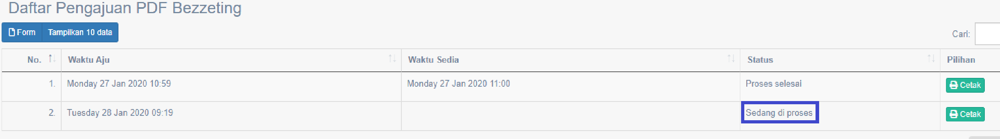 Daftar Pengajuan PDF Bezzeting
Form Tampilkan 10 data
Cari:
No. Waktu Aju Waktu Sedia Status Pilihan
1. Monday 27 Jan 2020 10:59 Monday 27 Jan 2020 11:00 Proses selesai Cetak
2. Tuesday 28 Jan 2020 09:19 Sedang di proses Cetak